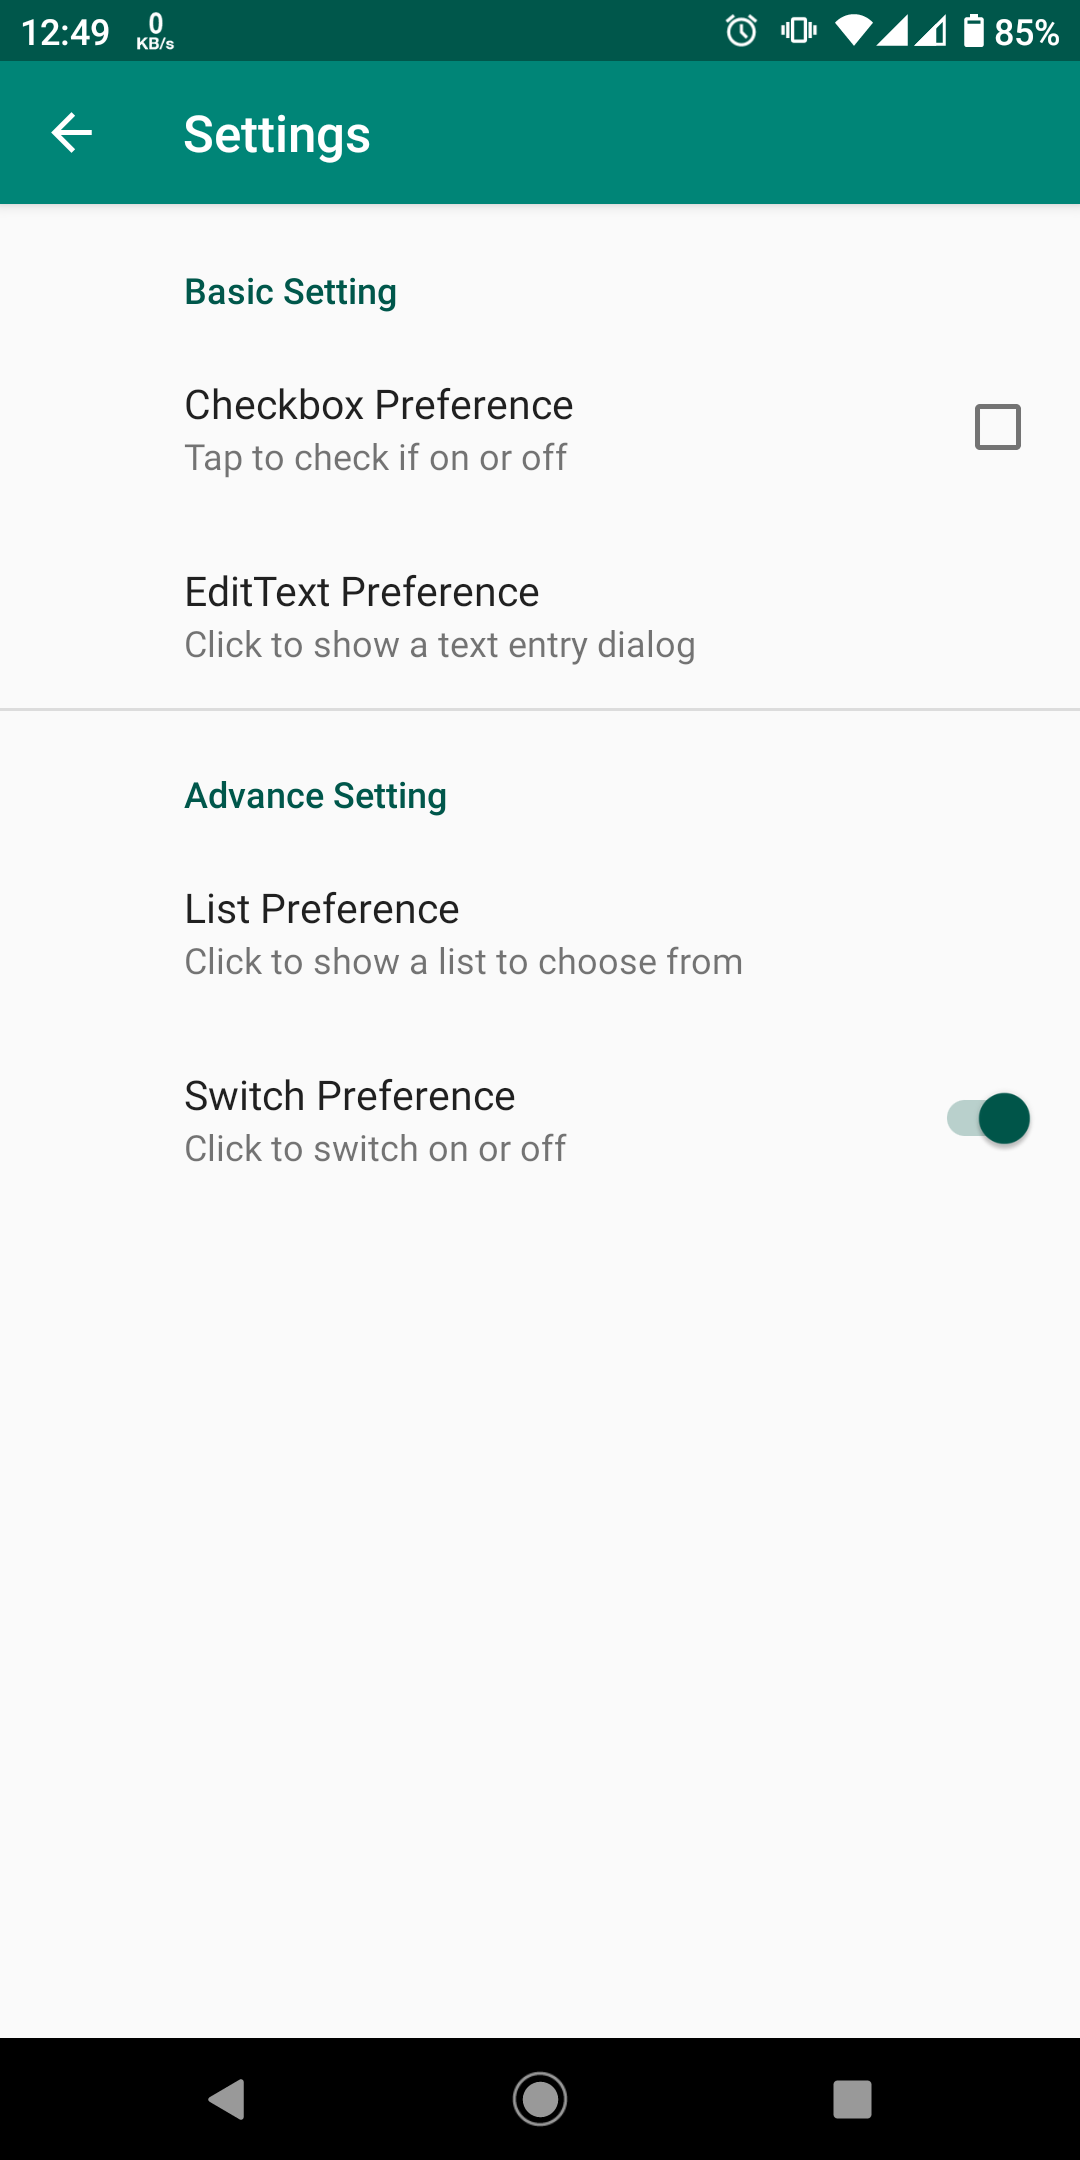 12:49 0 KB/s 85%
Settings
Basic Setting
Checkbox Preference
Tap to check if on or off
EditText Preference
Click to show a text entry dialog
Advance Setting
List Preference
Click to show a list to choose from
Switch Preference
Click to switch on or off